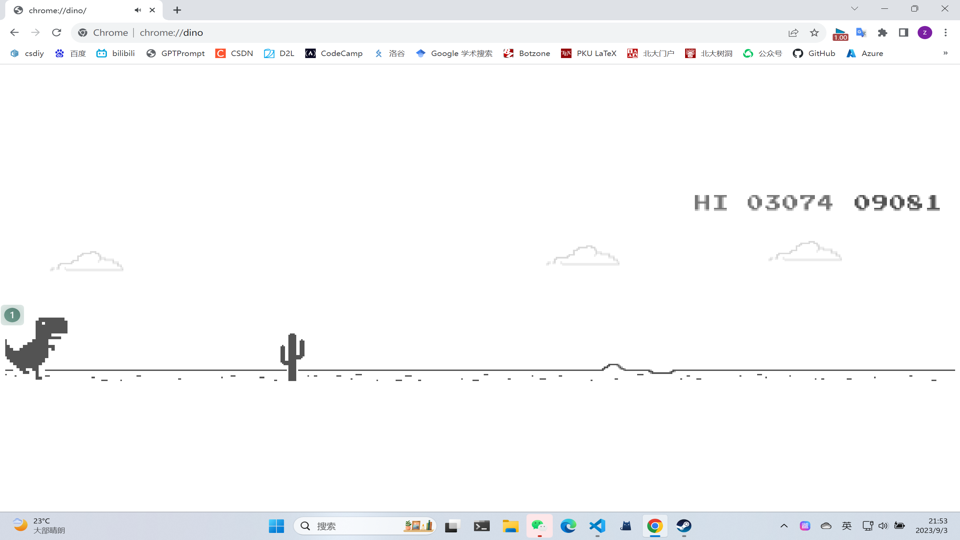 chrome://dino/
Chrome | chrome://dino
1.00
z
csdiy 百度 bilibili GPTPrompt CSDN D2L CodeCamp 洛谷 Google 学术搜索 Botzone PKU LaTeX 北大门户 北大树洞 公众号 GitHub Azure »
HI 03074 09081
1
23°C
大部晴朗
搜索
英
21:53
2023/9/3